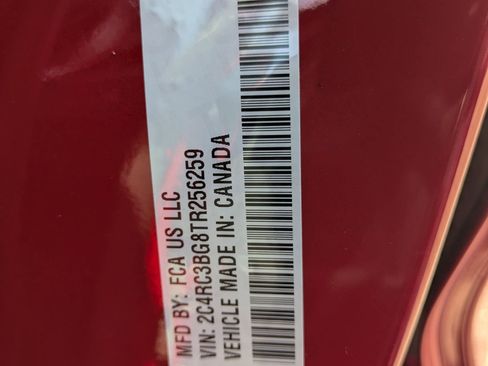 MFD BY: FCA US LLC
VIN: 2C4RC3BG8TR256259
VEHICLE MADE IN: CANADA